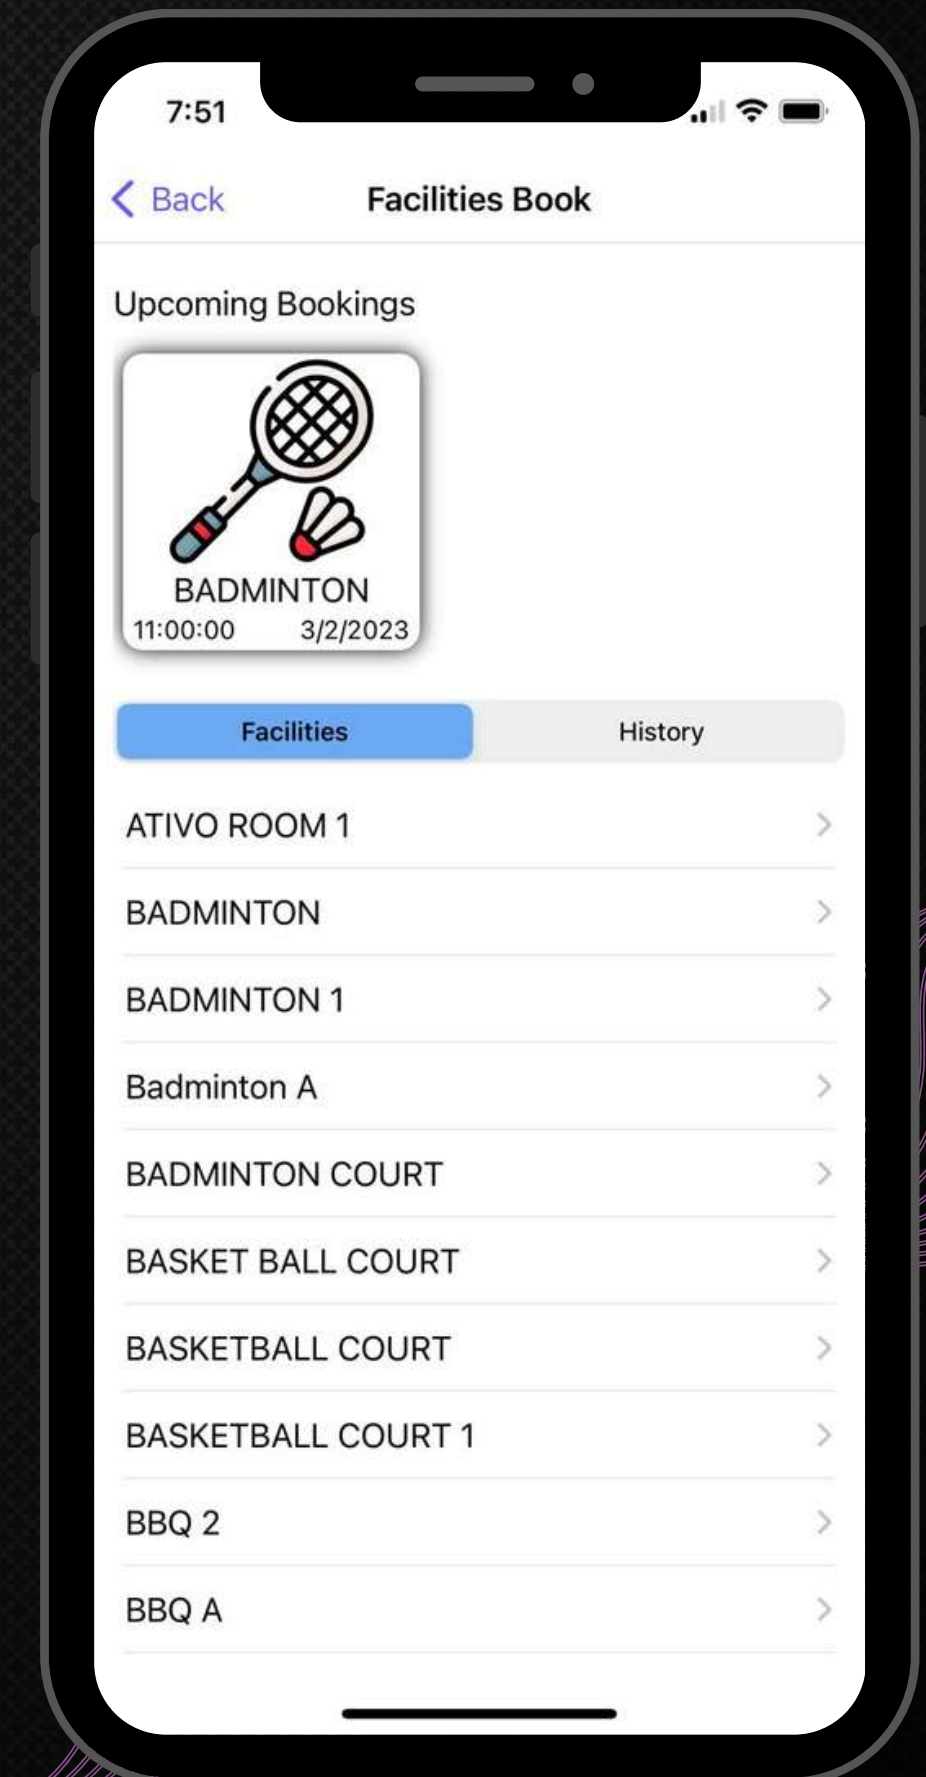 7:51
Back Facilities Book
Upcoming Bookings
BADMINTON
11:00:00 3/2/2023
Facilities History
ATIVO ROOM 1
BADMINTON
BADMINTON 1
Badminton A
BADMINTON COURT
BASKET BALL COURT
BASKETBALL COURT
BASKETBALL COURT 1
BBQ 2
BBQ A